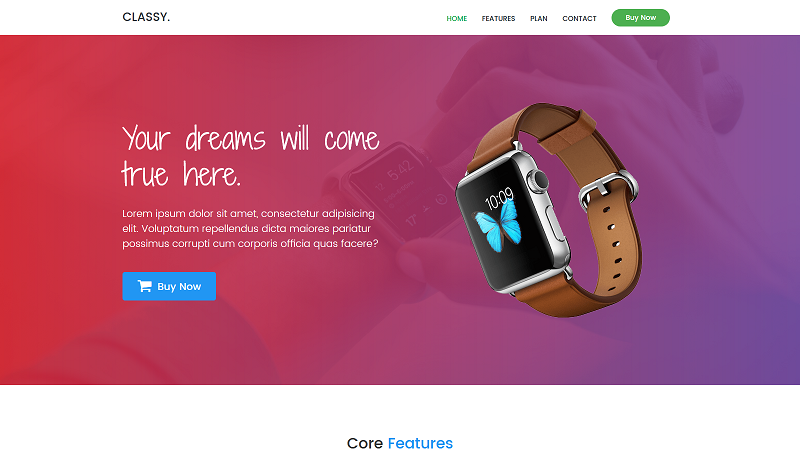 CLASSY.
HOME FEATURES PLAN CONTACT Buy Now
Your dreams will come
true here.
Lorem ipsum dolor sit amet, consectetur adipisicing
elit. Voluptatum repellendus dicta maiores pariatur
possimus corrupti cum corporis officia quas facere?
Buy Now
5:42
10:09
Core Features